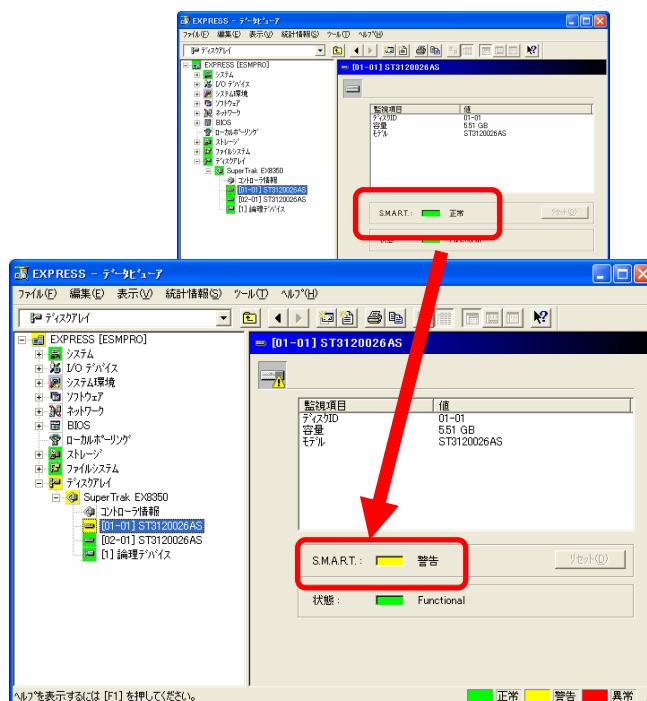 EXPRESS - ﾃﾞｰﾀﾋﾞｭｰｱ
ﾌｧｲﾙ(F) 編集(E) 表示(V) 統計情報(S) ﾂｰﾙ(T) ﾍﾙﾌﾟ(H)
ﾃﾞｨｽｸｱﾚｲ
EXPRESS [ESMPRO]
ｼｽﾃﾑ
I/O ﾃﾞﾊﾞｲｽ
ｼｽﾃﾑ環境
ｿﾌﾄｳｪｱ
ﾈｯﾄﾜｰｸ
BIOS
ﾛｰｶﾙﾎﾟｰﾘﾝｸﾞ
ｽﾄﾚｰｼﾞ
ﾌｧｲﾙｼｽﾃﾑ
ﾃﾞｨｽｸｱﾚｲ
SuperTrak EX8350
ｺﾝﾄﾛｰﾗ情報
[01-01] ST3120026AS
[02-01] ST3120026AS
[1] 論理ﾃﾞﾊﾞｲｽ
[01-01] ST3120026AS
監視項目 値
ﾃﾞｨｽｸID 01-01
容量 5.51 GB
ﾓﾃﾞﾙ ST3120026AS
S.M.A.R.T.: 正常 ﾘｾｯﾄ(D)
EXPRESS - ﾃﾞｰﾀﾋﾞｭｰｱ
ﾌｧｲﾙ(F) 編集(E) 表示(V) 統計情報(S) ﾂｰﾙ(T) ﾍﾙﾌﾟ(H)
ﾃﾞｨｽｸｱﾚｲ
EXPRESS [ESMPRO]
ｼｽﾃﾑ
I/O ﾃﾞﾊﾞｲｽ
ｼｽﾃﾑ環境
ｿﾌﾄｳｪｱ
ﾈｯﾄﾜｰｸ
BIOS
ﾛｰｶﾙﾎﾟｰﾘﾝｸﾞ
ｽﾄﾚｰｼﾞ
ﾌｧｲﾙｼｽﾃﾑ
ﾃﾞｨｽｸｱﾚｲ
SuperTrak EX8350
ｺﾝﾄﾛｰﾗ情報
[01-01] ST3120026AS
[02-01] ST3120026AS
[1] 論理ﾃﾞﾊﾞｲｽ
[01-01] ST3120026AS
監視項目 値
ﾃﾞｨｽｸID 01-01
容量 5.51 GB
ﾓﾃﾞﾙ ST3120026AS
S.M.A.R.T.: 警告 ﾘｾｯﾄ(D)
状態: Functional
ﾍﾙﾌﾟを表示するには [F1] を押してください。 正常 警告 異常